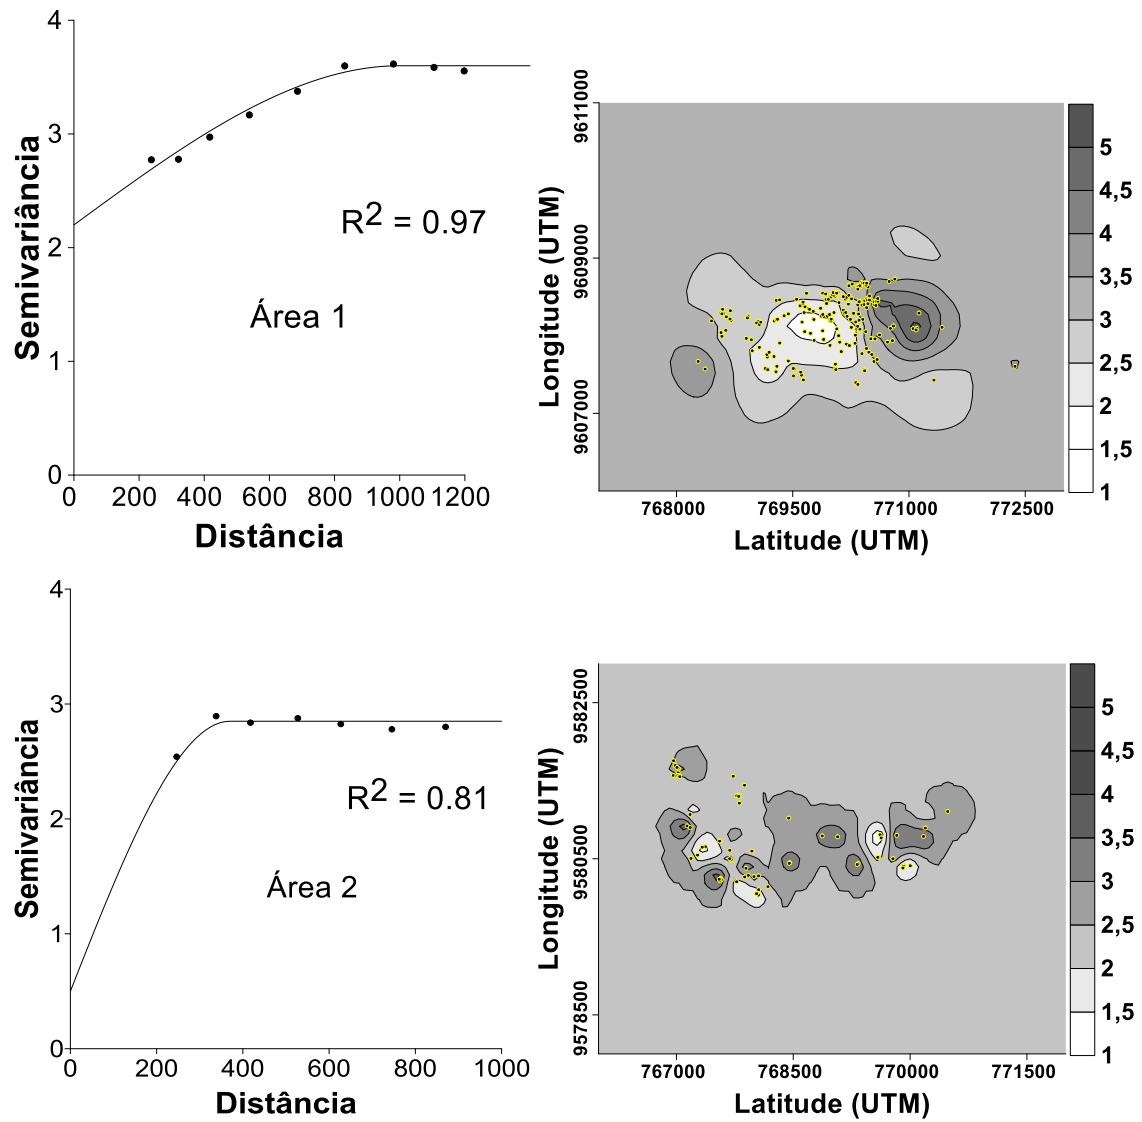 4
3
2
1
0
Semivariância
R2 = 0.97
Área 1
0 200 400 600 800 1000 1200
Distância
9611000
9609000
9607000
Longitude (UTM)
768000 769500 771000 772500
Latitude (UTM)
5
4,5
4
3,5
3
2,5
2
1,5
1
4
3
2
1
0
Semivariância
R2 = 0.81
Área 2
0 200 400 600 800 1000
Distância
9582500
9580500
9578500
Longitude (UTM)
767000 768500 770000 771500
Latitude (UTM)
5
4,5
4
3,5
3
2,5
2
1,5
1